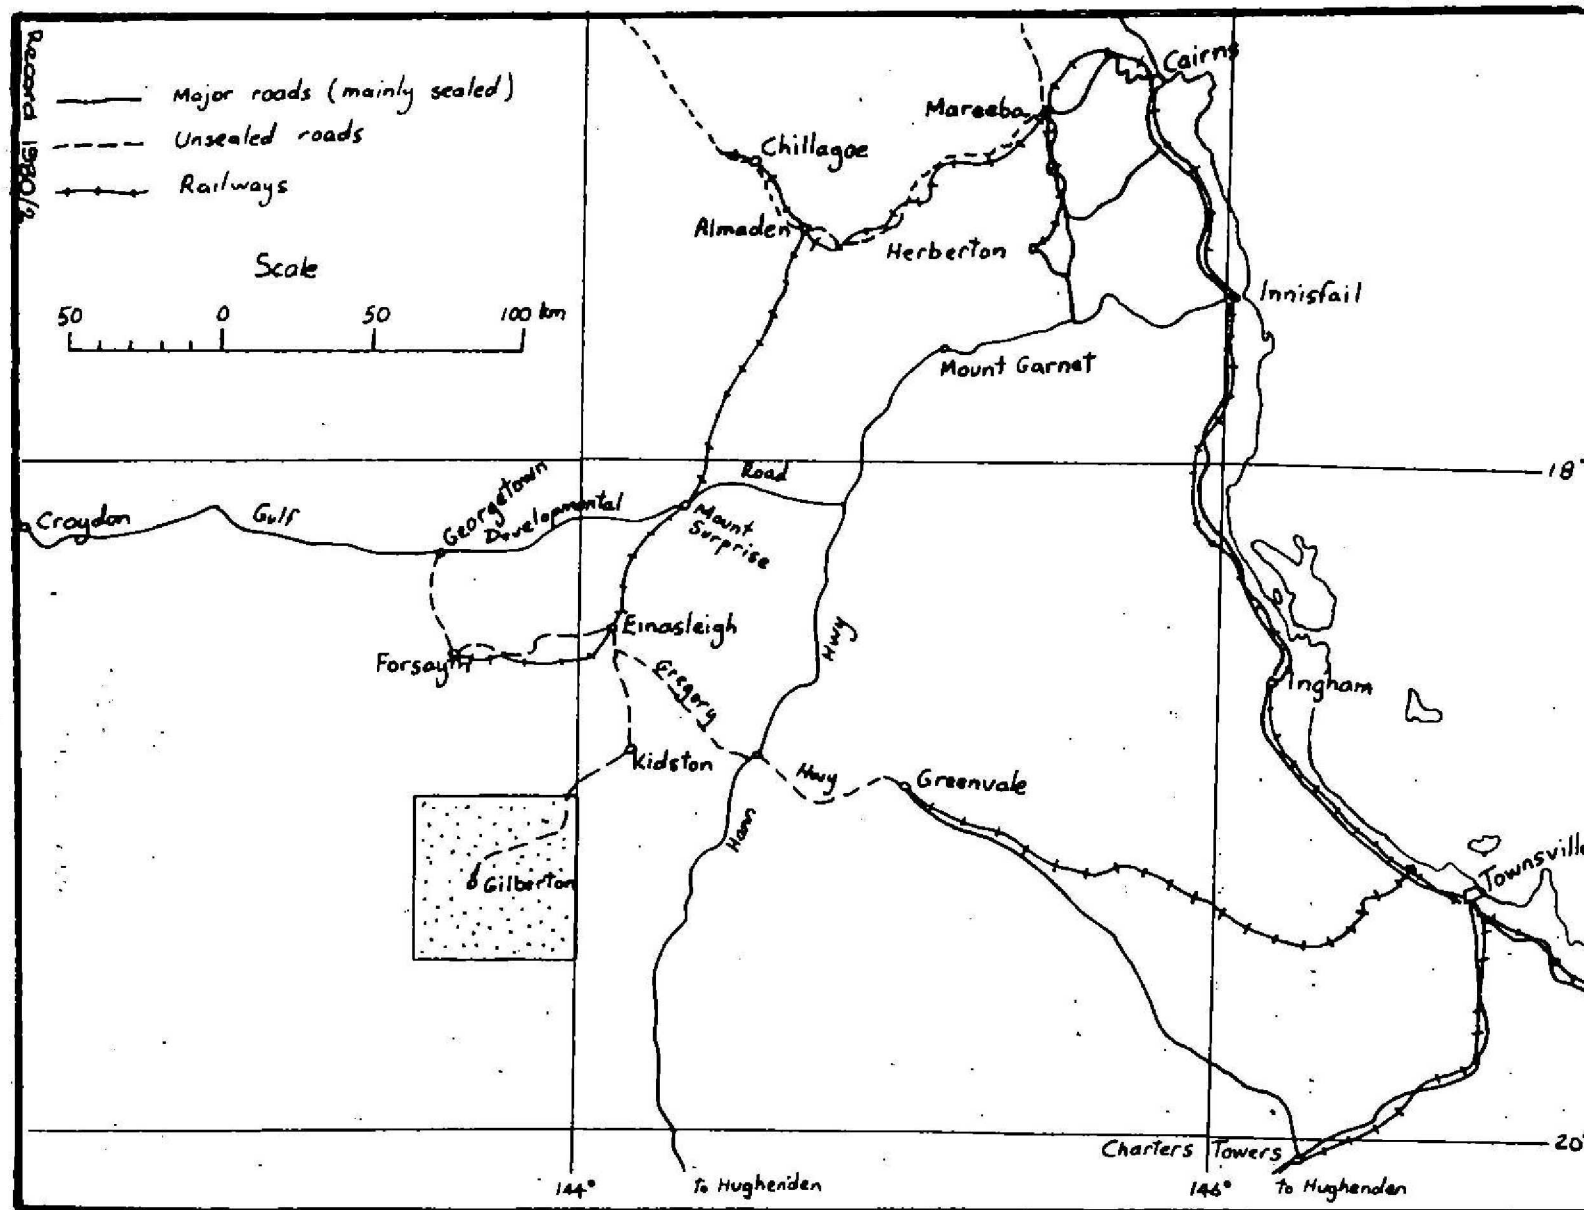 Record 1980/2
Major roads (mainly sealed)
Unsealed roads
Railways
Scale
50 0 50 100 km
Cairns
Mareeba
Chillagoe
Almaden
Herberton
Innisfail
Mount Garnet
18°
Road
Georgetown
Croydon
Gulf
Developmental
Mount
Surprise
Einasleigh
Forsayth
Gregory
Hwy
Ingham
Kidston
Hwy
Greenvale
Hann
Gilberton
Townsville
Charters Towers
20°
144°
to Hughenden
146°
to Hughenden